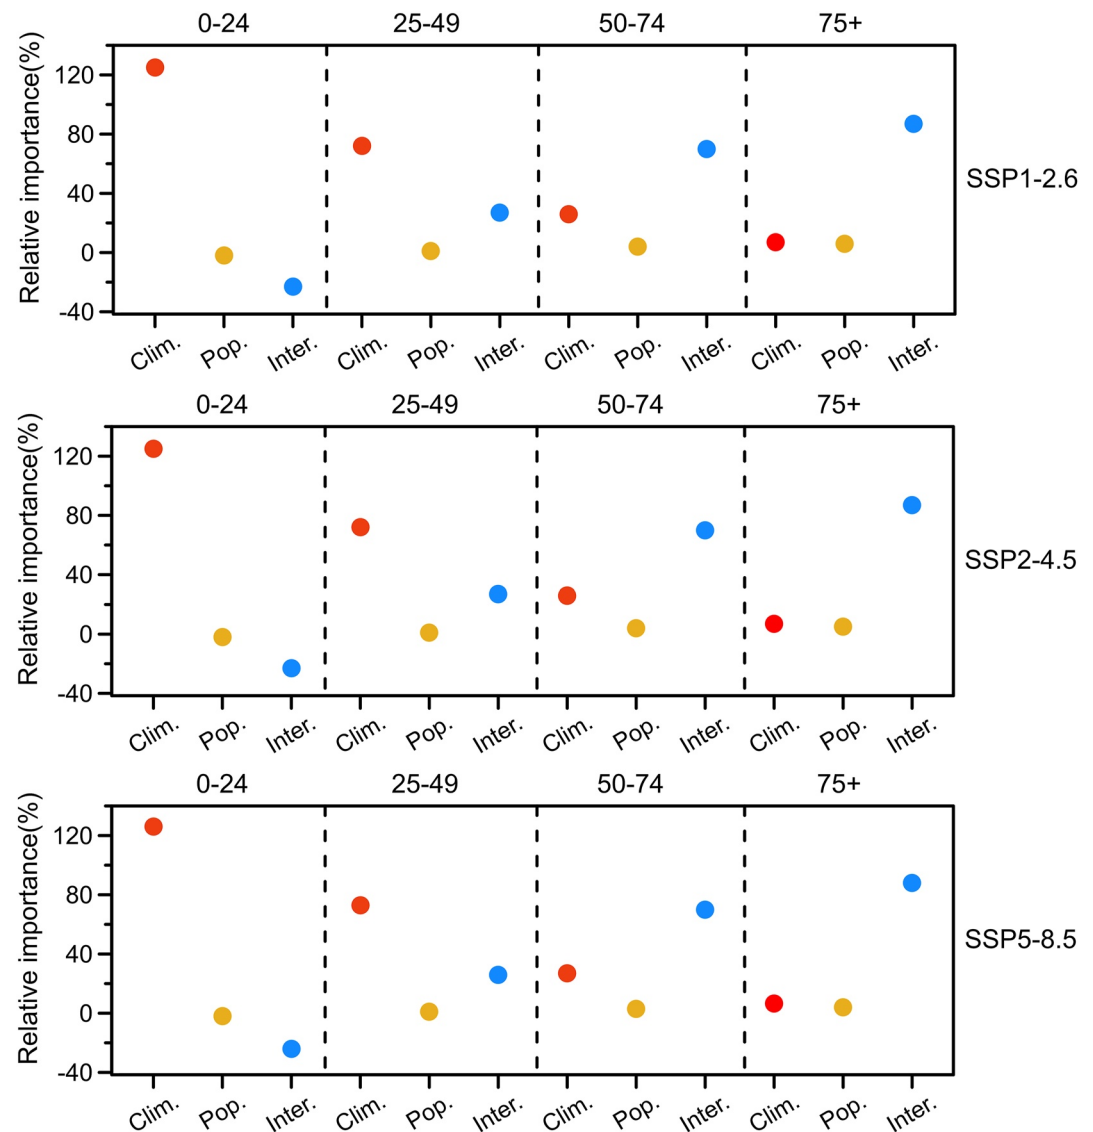 0-24 25-49 50-74 75+
Relative importance(%)
120
80
40
0
-40
SSP1-2.6
Clim. Pop. Inter. Clim. Pop. Inter. Clim. Pop. Inter. Clim. Pop. Inter.
0-24 25-49 50-74 75+
Relative importance(%)
120
80
40
0
-40
SSP2-4.5
Clim. Pop. Inter. Clim. Pop. Inter. Clim. Pop. Inter. Clim. Pop. Inter.
0-24 25-49 50-74 75+
Relative importance(%)
120
80
40
0
-40
SSP5-8.5
Clim. Pop. Inter. Clim. Pop. Inter. Clim. Pop. Inter. Clim. Pop. Inter.